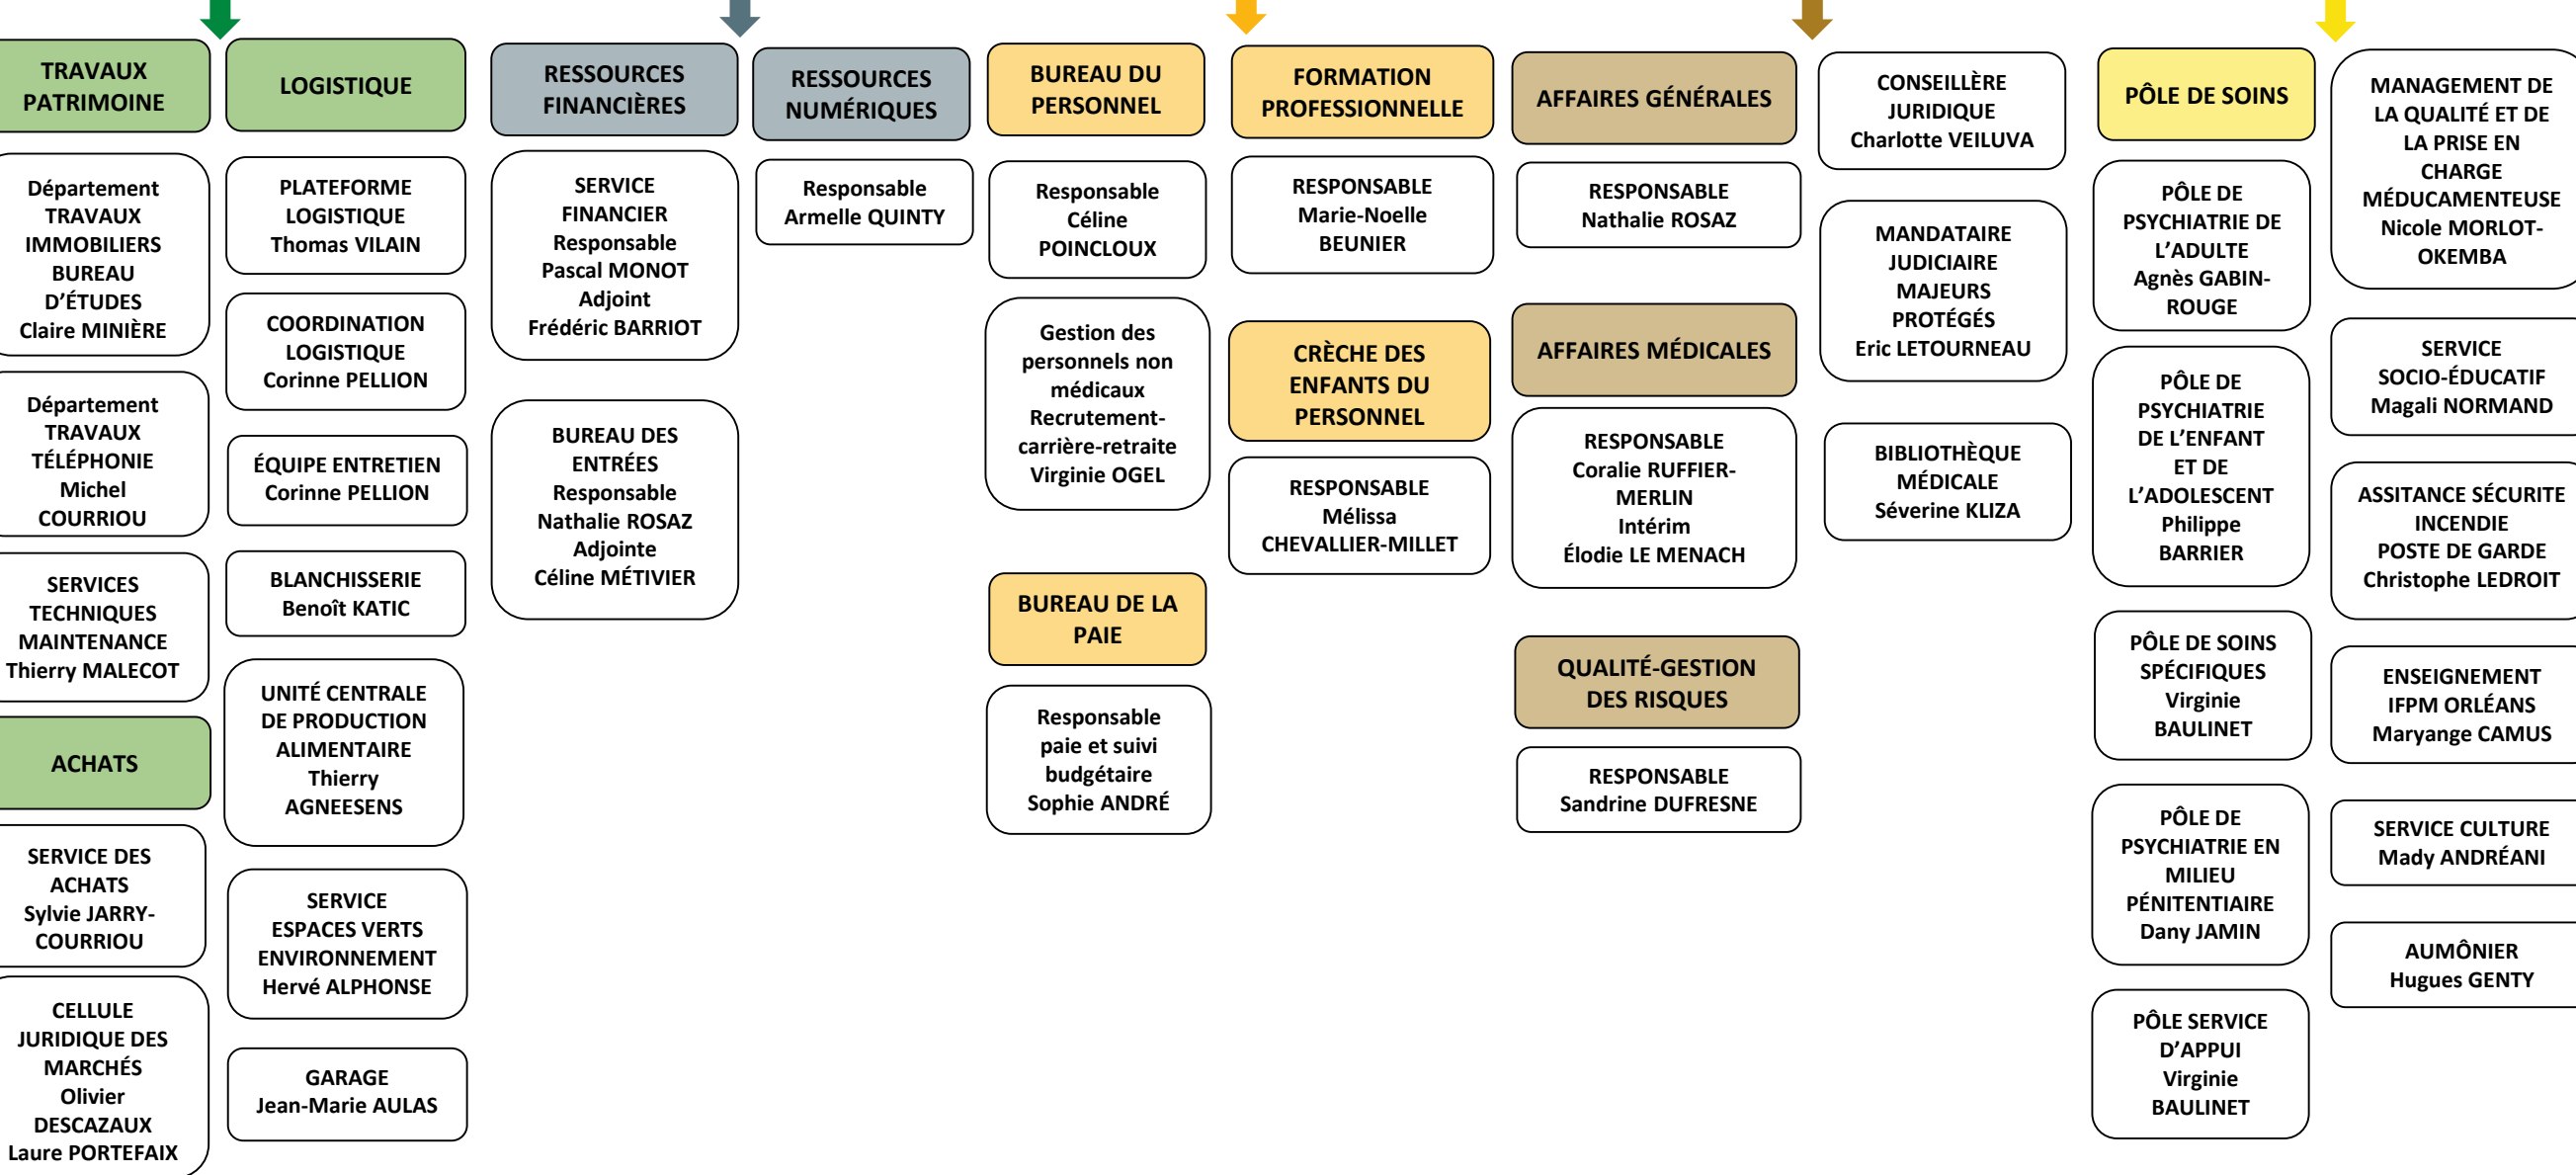 TRAVAUX
PATRIMOINE
Département
TRAVAUX
IMMOBILIERS
BUREAU
D'ÉTUDES
Claire MINIÈRE
Département
TRAVAUX
TÉLÉPHONIE
Michel
COURRIOU
SERVICES
TECHNIQUES
MAINTENANCE
Thierry MALECOT
ACHATS
SERVICE DES
ACHATS
Sylvie JARRY-
COURRIOU
CELLULE
JURIDIQUE DES
MARCHÉS
Olivier
DESCAZAUX
Laure PORTEFAIX
LOGISTIQUE
PLATEFORME
LOGISTIQUE
Thomas VILAIN
COORDINATION
LOGISTIQUE
Corinne PELLION
ÉQUIPE ENTRETIEN
Corinne PELLION
BLANCHISSERIE
Benoît KATIC
UNITÉ CENTRALE
DE PRODUCTION
ALIMENTAIRE
Thierry
AGNEESENS
SERVICE
ESPACES VERTS
ENVIRONNEMENT
Hervé ALPHONSE
GARAGE
Jean-Marie AULAS
RESSOURCES
FINANCIÈRES
SERVICE
FINANCIER
Responsable
Pascal MONOT
Adjoint
Frédéric BARRIOT
BUREAU DES
ENTRÉES
Responsable
Nathalie ROSAZ
Adjointe
Céline MÉTIVIER
RESSOURCES
NUMÉRIQUES
Responsable
Armelle QUINTY
BUREAU DU
PERSONNEL
Responsable
Céline
POINCLOUX
Gestion des
personnels non
médicaux
Recrutement-
carrière-retraite
Virginie OGEL
BUREAU DE LA
PAIE
Responsable
paie et suivi
budgétaire
Sophie ANDRÉ
FORMATION
PROFESSIONNELLE
RESPONSABLE
Marie-Noelle
BEUNIER
CRÈCHE DES
ENFANTS DU
PERSONNEL
RESPONSABLE
Mélissa
CHEVALLIER-MILLET
AFFAIRES GÉNÉRALES
RESPONSABLE
Nathalie ROSAZ
AFFAIRES MÉDICALES
RESPONSABLE
Coralie RUFFIER-
MERLIN
Intérim
Élodie LE MENACH
QUALITÉ-GESTION
DES RISQUES
RESPONSABLE
Sandrine DUFRESNE
CONSEILLÈRE
JURIDIQUE
Charlotte VEILUVA
MANDATAIRE
JUDICIAIRE
MAJEURS
PROTÉGÉS
Eric LETOURNEAU
BIBLIOTHÈQUE
MÉDICALE
Séverine KLIZA
PÔLE DE SOINS
PÔLE DE
PSYCHIATRIE DE
L'ADULTE
Agnès GABIN-
ROUGE
PÔLE DE
PSYCHIATRIE
DE L'ENFANT
ET DE
L'ADOLESCENT
Philippe
BARRIER
PÔLE DE SOINS
SPÉCIFIQUES
Virginie
BAULINET
PÔLE DE
PSYCHIATRIE EN
MILIEU
PÉNITENTIAIRE
Dany JAMIN
PÔLE SERVICE
D'APPUI
Virginie
BAULINET
MANAGEMENT DE
LA QUALITÉ ET DE
LA PRISE EN
CHARGE
MÉDUCAMENTEUSE
Nicole MORLOT-
OKEMBA
SERVICE
SOCIO-ÉDUCATIF
Magali NORMAND
ASSITANCE SÉCURITE
INCENDIE
POSTE DE GARDE
Christophe LEDROIT
ENSEIGNEMENT
IFPM ORLÉANS
Maryange CAMUS
SERVICE CULTURE
Mady ANDRÉANI
AUMÔNIER
Hugues GENTY